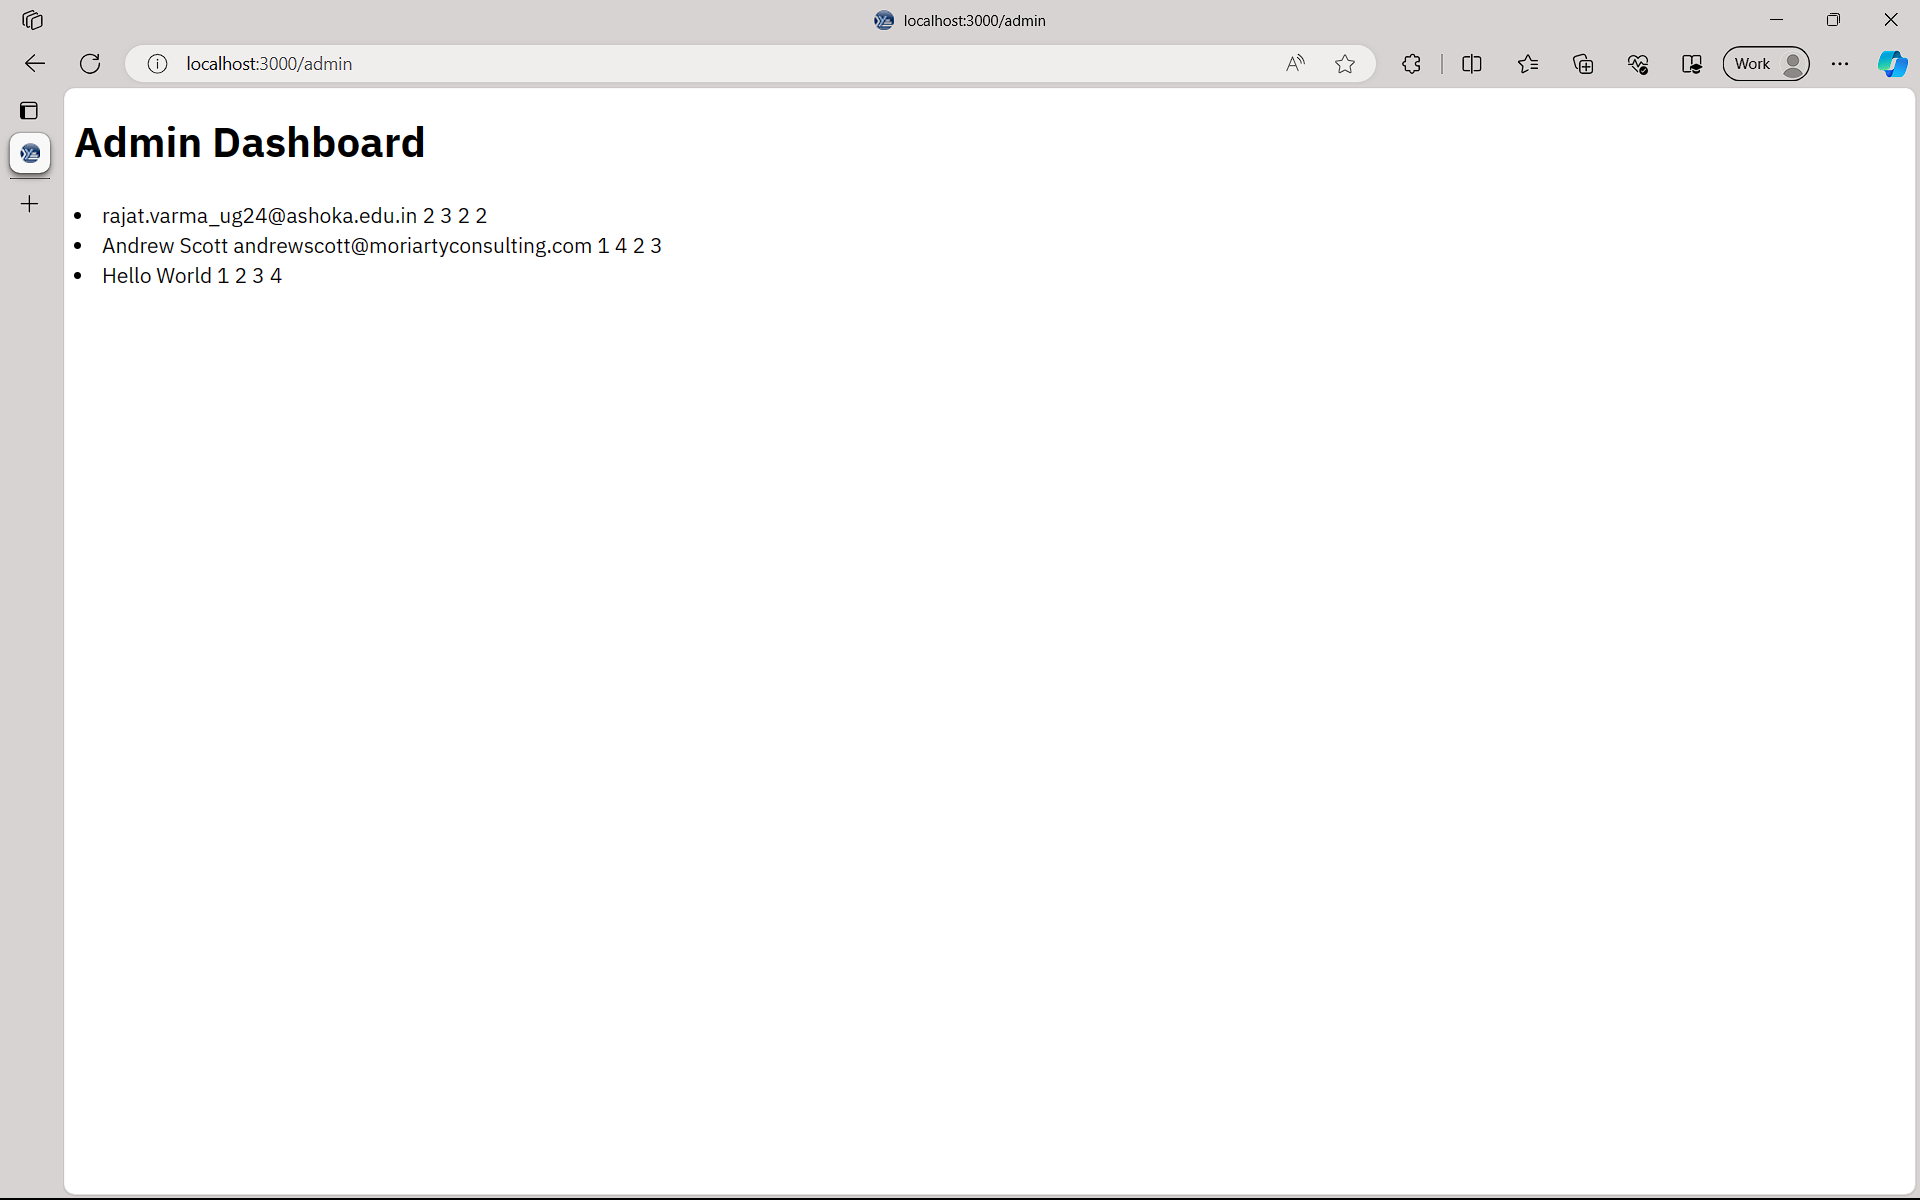 localhost:3000/admin
localhost:3000/admin
Work
Admin Dashboard
rajat.varma_ug24@ashoka.edu.in 2 3 2 2
Andrew Scott andrewscott@moriartyconsulting.com 1 4 2 3
Hello World 1 2 3 4